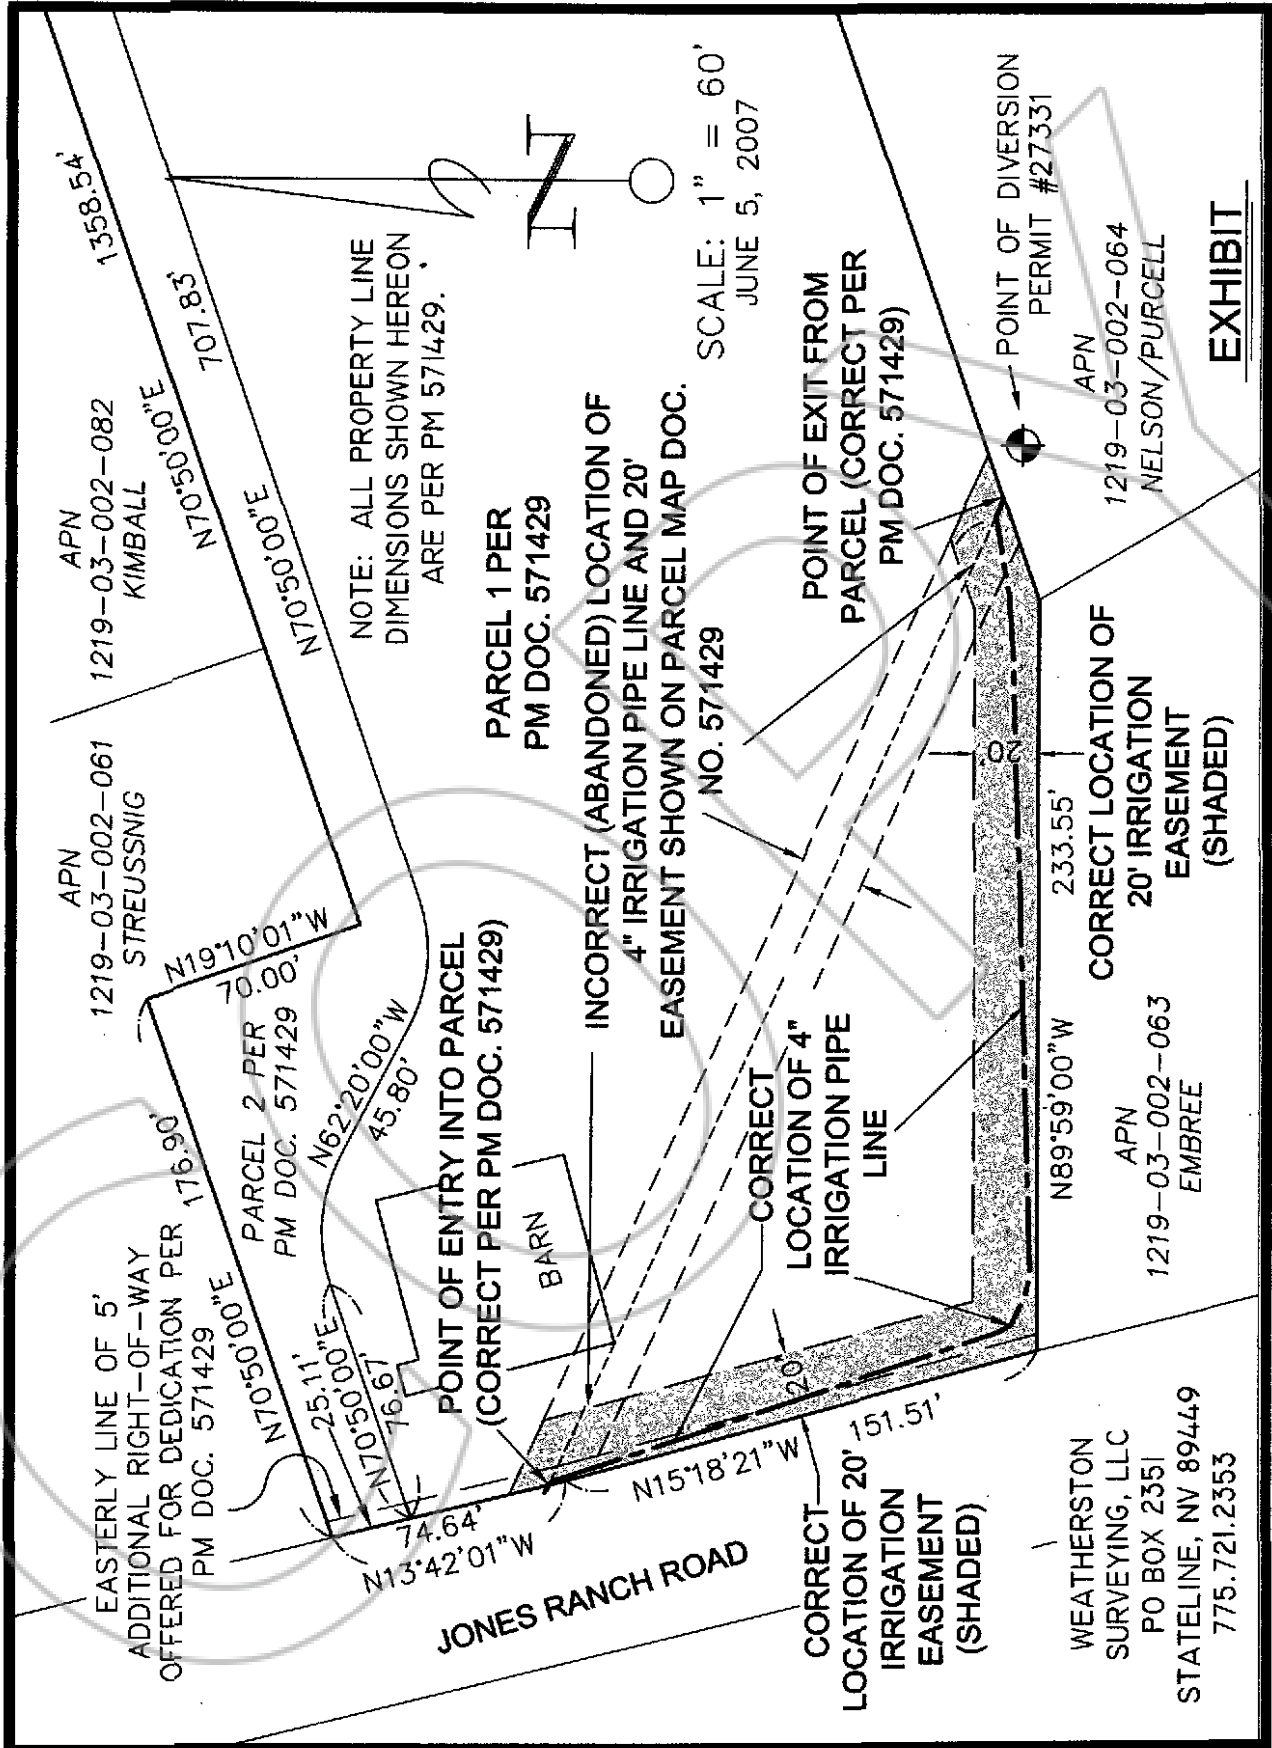 EASTERLY LINE OF 5'
ADDITIONAL RIGHT-OF-WAY
OFFERED FOR DEDICATION PER
PM DOC. 571429
APN
1219-03-002-061
STREUSSNIG
APN
1219-03-002-082
KIMBALL
1358.54'
N70°50'00"E
707.83'
N70°50'00"E
N19°10'01"W
70.00'
176.90'
N70°50'00"E
PARCEL 2 PER
PM DOC. 571429
N62°20'00"W
45.80'
25.11'
N70°50'00"E
76.67'
74.64'
N13°42'01"W
NOTE: ALL PROPERTY LINE
DIMENSIONS SHOWN HEREON
ARE PER PM 571429.
N
SCALE: 1" = 60'
JUNE 5, 2007
PARCEL 1 PER
PM DOC. 571429
POINT OF ENTRY INTO PARCEL
(CORRECT PER PM DOC. 571429)
BARN
INCORRECT (ABANDONED) LOCATION OF
4" IRRIGATION PIPE LINE AND 20'
EASEMENT SHOWN ON PARCEL MAP DOC.
NO. 571429
POINT OF EXIT FROM
PARCEL (CORRECT PER
PM DOC. 571429)
POINT OF DIVERSION
PERMIT #27331
APN
1219-03-002-064
NELSON/PURCELL
CORRECT
LOCATION OF 4"
IRRIGATION PIPE
LINE
20'
20'
N15°18'21"W
151.51'
JONES RANCH ROAD
CORRECT
LOCATION OF 20'
IRRIGATION
EASEMENT
(SHADED)
N89°59'00"W
233.55'
CORRECT LOCATION OF
20' IRRIGATION
EASEMENT
(SHADED)
APN
1219-03-002-063
EMBREE
WEATHERSTON
SURVEYING, LLC
PO BOX 2351
STATELINE, NV 89449
775.721.2353
EXHIBIT
COPY